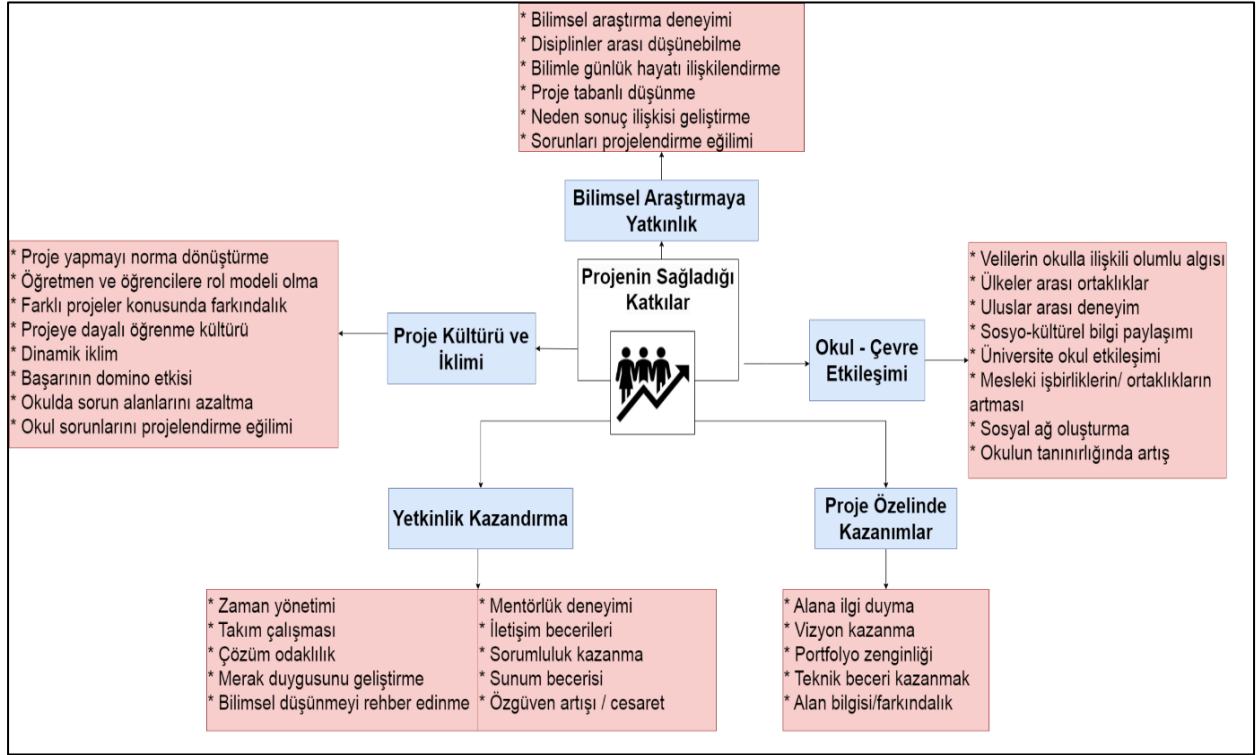 * Bilimsel araştırma deneyimi
* Disiplinler arası düşünebilme
* Bilimle günlük hayatı ilişkilendirme
* Proje tabanlı düşünme
* Neden sonuç ilişkisi geliştirme
* Sorunları projelendirme eğilimi
Bilimsel Araştırmaya
Yatkınlık
* Proje yapmayı norma dönüştürme
* Öğretmen ve öğrencilere rol modeli olma
* Farklı projeler konusunda farkındalık
* Projeye dayalı öğrenme kültürü
* Dinamik iklim
* Başarının domino etkisi
* Okulda sorun alanlarını azaltma
* Okul sorunlarını projelendirme eğilimi
Proje Kültürü ve
İklimi
Projenin Sağladığı
Katkılar
Okul - Çevre
Etkileşimi
* Velilerin okulla ilişkili olumlu algısı
* Ülkeler arası ortaklıklar
* Uluslar arası deneyim
* Sosyo-kültürel bilgi paylaşımı
* Üniversite okul etkileşimi
* Mesleki işbirliklerin/ ortaklıkların
artması
* Sosyal ağ oluşturma
* Okulun tanınırlığında artış
Yetkinlik Kazandırma
* Zaman yönetimi
* Takım çalışması
* Çözüm odaklılık
* Merak duygusunu geliştirme
* Bilimsel düşünmeyi rehber edinme
* Mentörlük deneyimi
* İletişim becerileri
* Sorumluluk kazanma
* Sunum becerisi
* Özgüven artışı / cesaret
Proje Özelinde
Kazanımlar
* Alana ilgi duyma
* Vizyon kazanma
* Portfolyo zenginliği
* Teknik beceri kazanmak
* Alan bilgisi/farkındalık